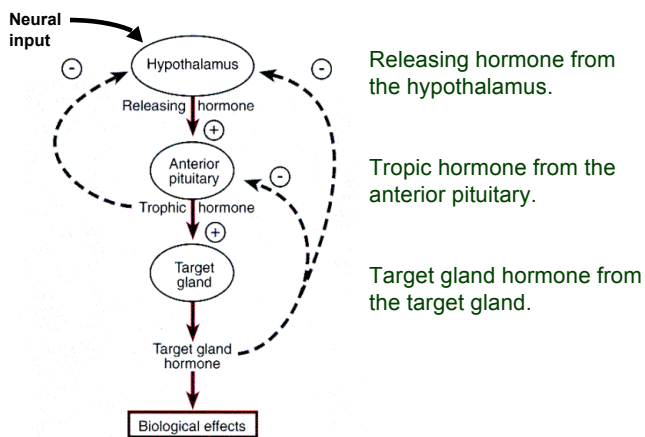 Neural
input
-
-
Hypothalamus
Releasing hormone
+
Anterior
pituitary
-
Trophic hormone
+
Target
gland
Target gland
hormone
Biological effects
Releasing hormone from
the hypothalamus.
Tropic hormone from the
anterior pituitary.
Target gland hormone from
the target gland.